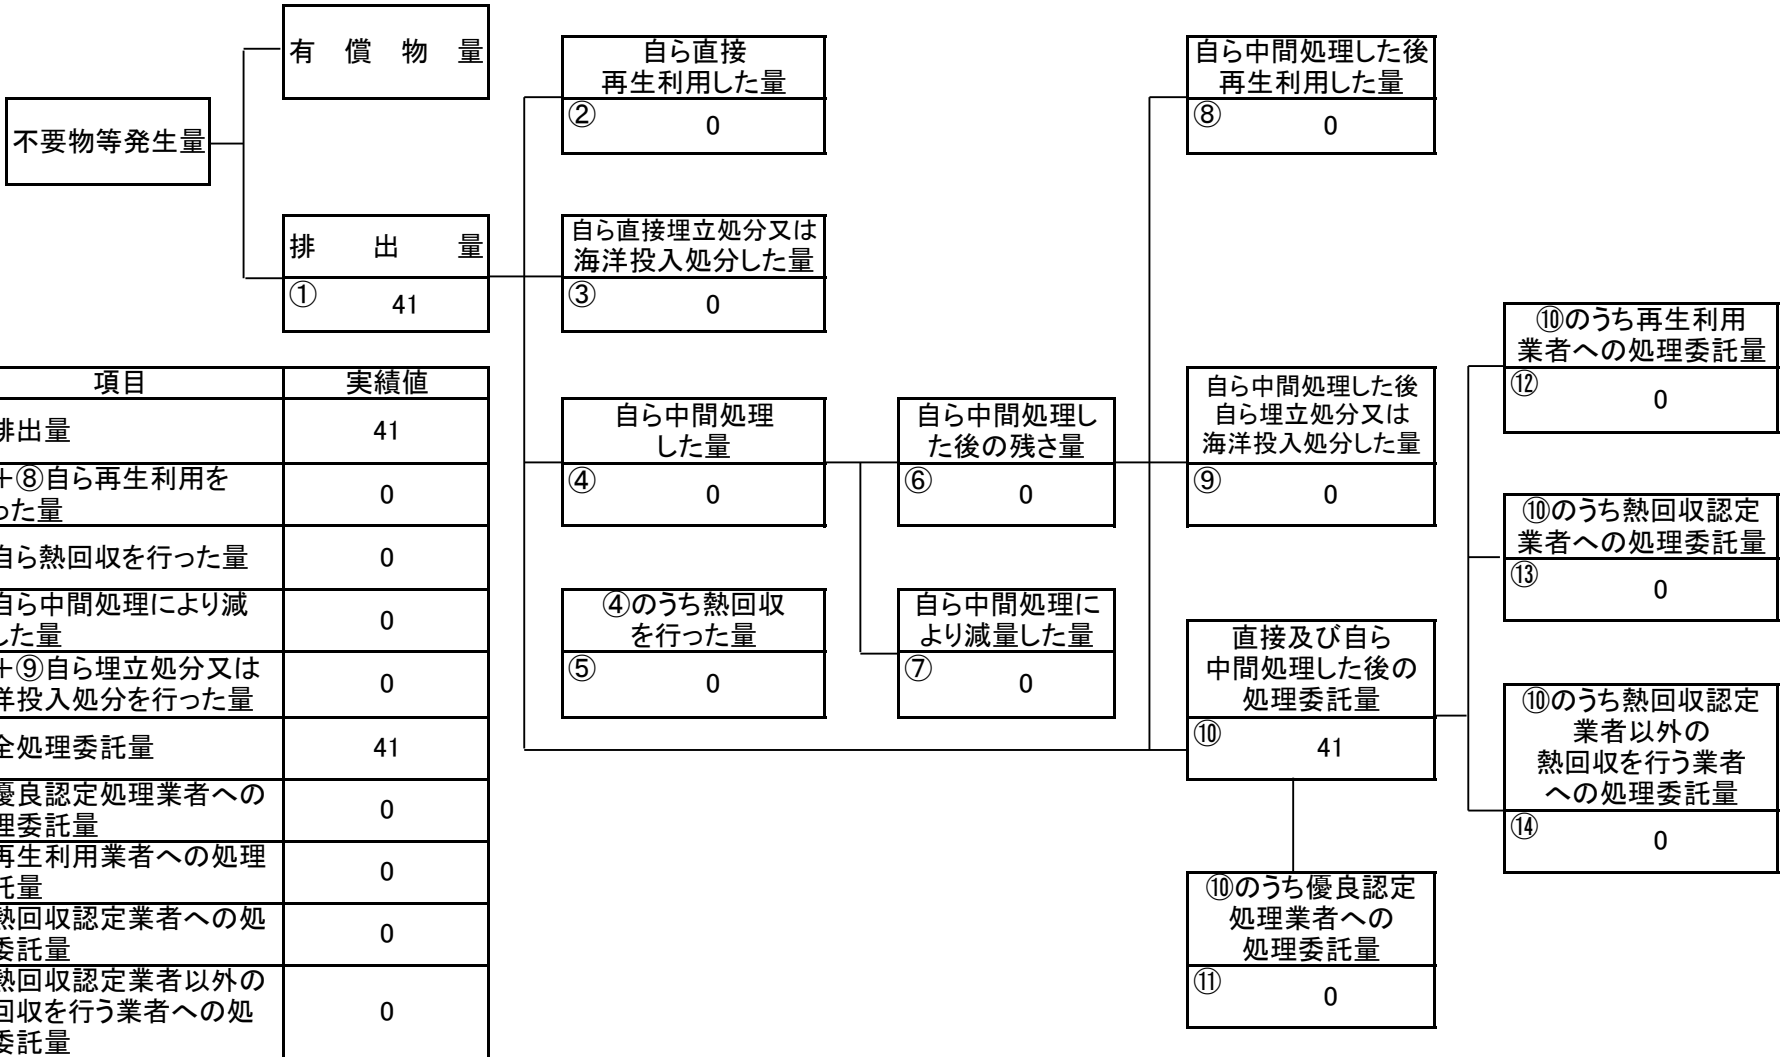 有償物量
不要物等発生量
排出量
①
41
自ら直接
再生利用した量
②
0
自ら直接埋立処分又は
海洋投入処分した量
③
0
自ら中間処理
した量
④
0
④のうち熱回収
を行った量
⑤
0
自ら中間処理し
た後の残さ量
⑥
0
自ら中間処理に
より減量した量
⑦
0
自ら中間処理した後
再生利用した量
⑧
0
自ら中間処理した後
自ら埋立処分又は
海洋投入処分した量
⑨
0
直接及び自ら
中間処理した後の
処理委託量
⑩
41
⑩のうち優良認定
処理業者への
処理委託量
⑪
0
⑩のうち再生利用
業者への処理委託量
⑫
0
⑩のうち熱回収認定
業者への処理委託量
⑬
0
⑩のうち熱回収認定
業者以外の
熱回収を行う業者
への処理委託量
⑭
0
項目 実績値
排出量 41
+⑧自ら再生利用を
った量 0
自ら熱回収を行った量 0
自ら中間処理により減
した量 0
+⑨自ら埋立処分又は
洋投入処分を行った量 0
全処理委託量 41
優良認定処理業者への
理委託量 0
再生利用業者への処理
託量 0
熱回収認定業者への処
委託量 0
熱回収認定業者以外の
回収を行う業者への処
委託量 0